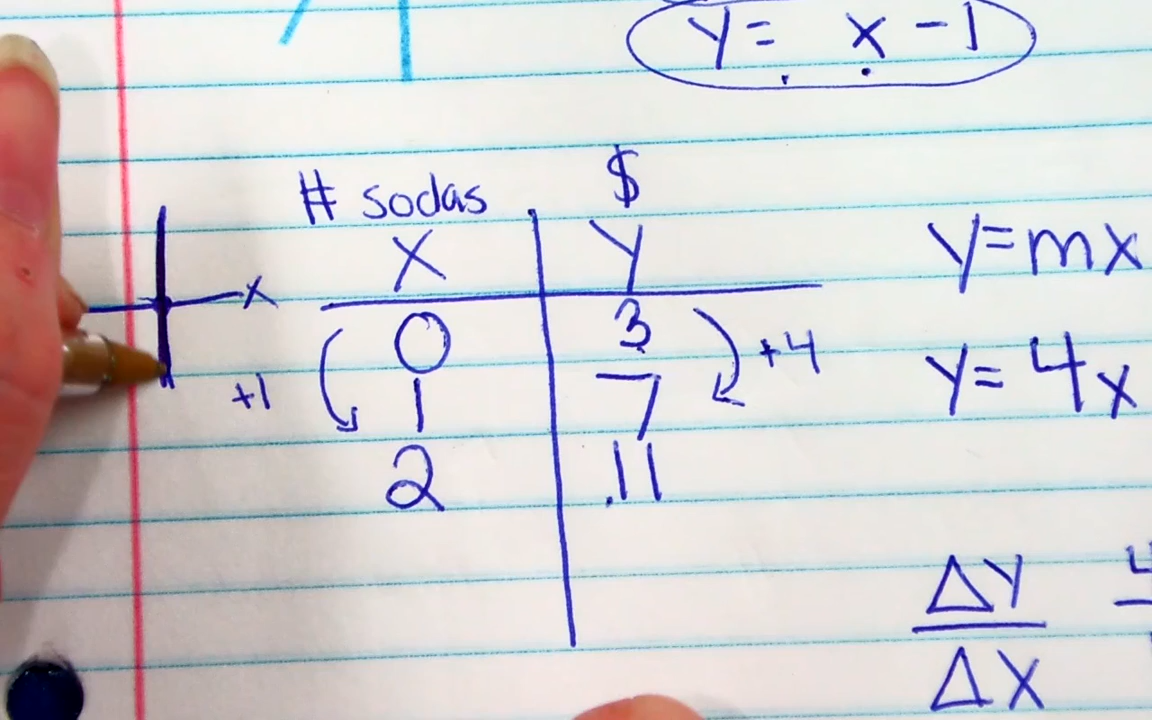 y = x - 1
# sodas $
X Y
0 3
+4
+1
1 7
2 11
y = mx
y = 4x
ΔY
ΔX